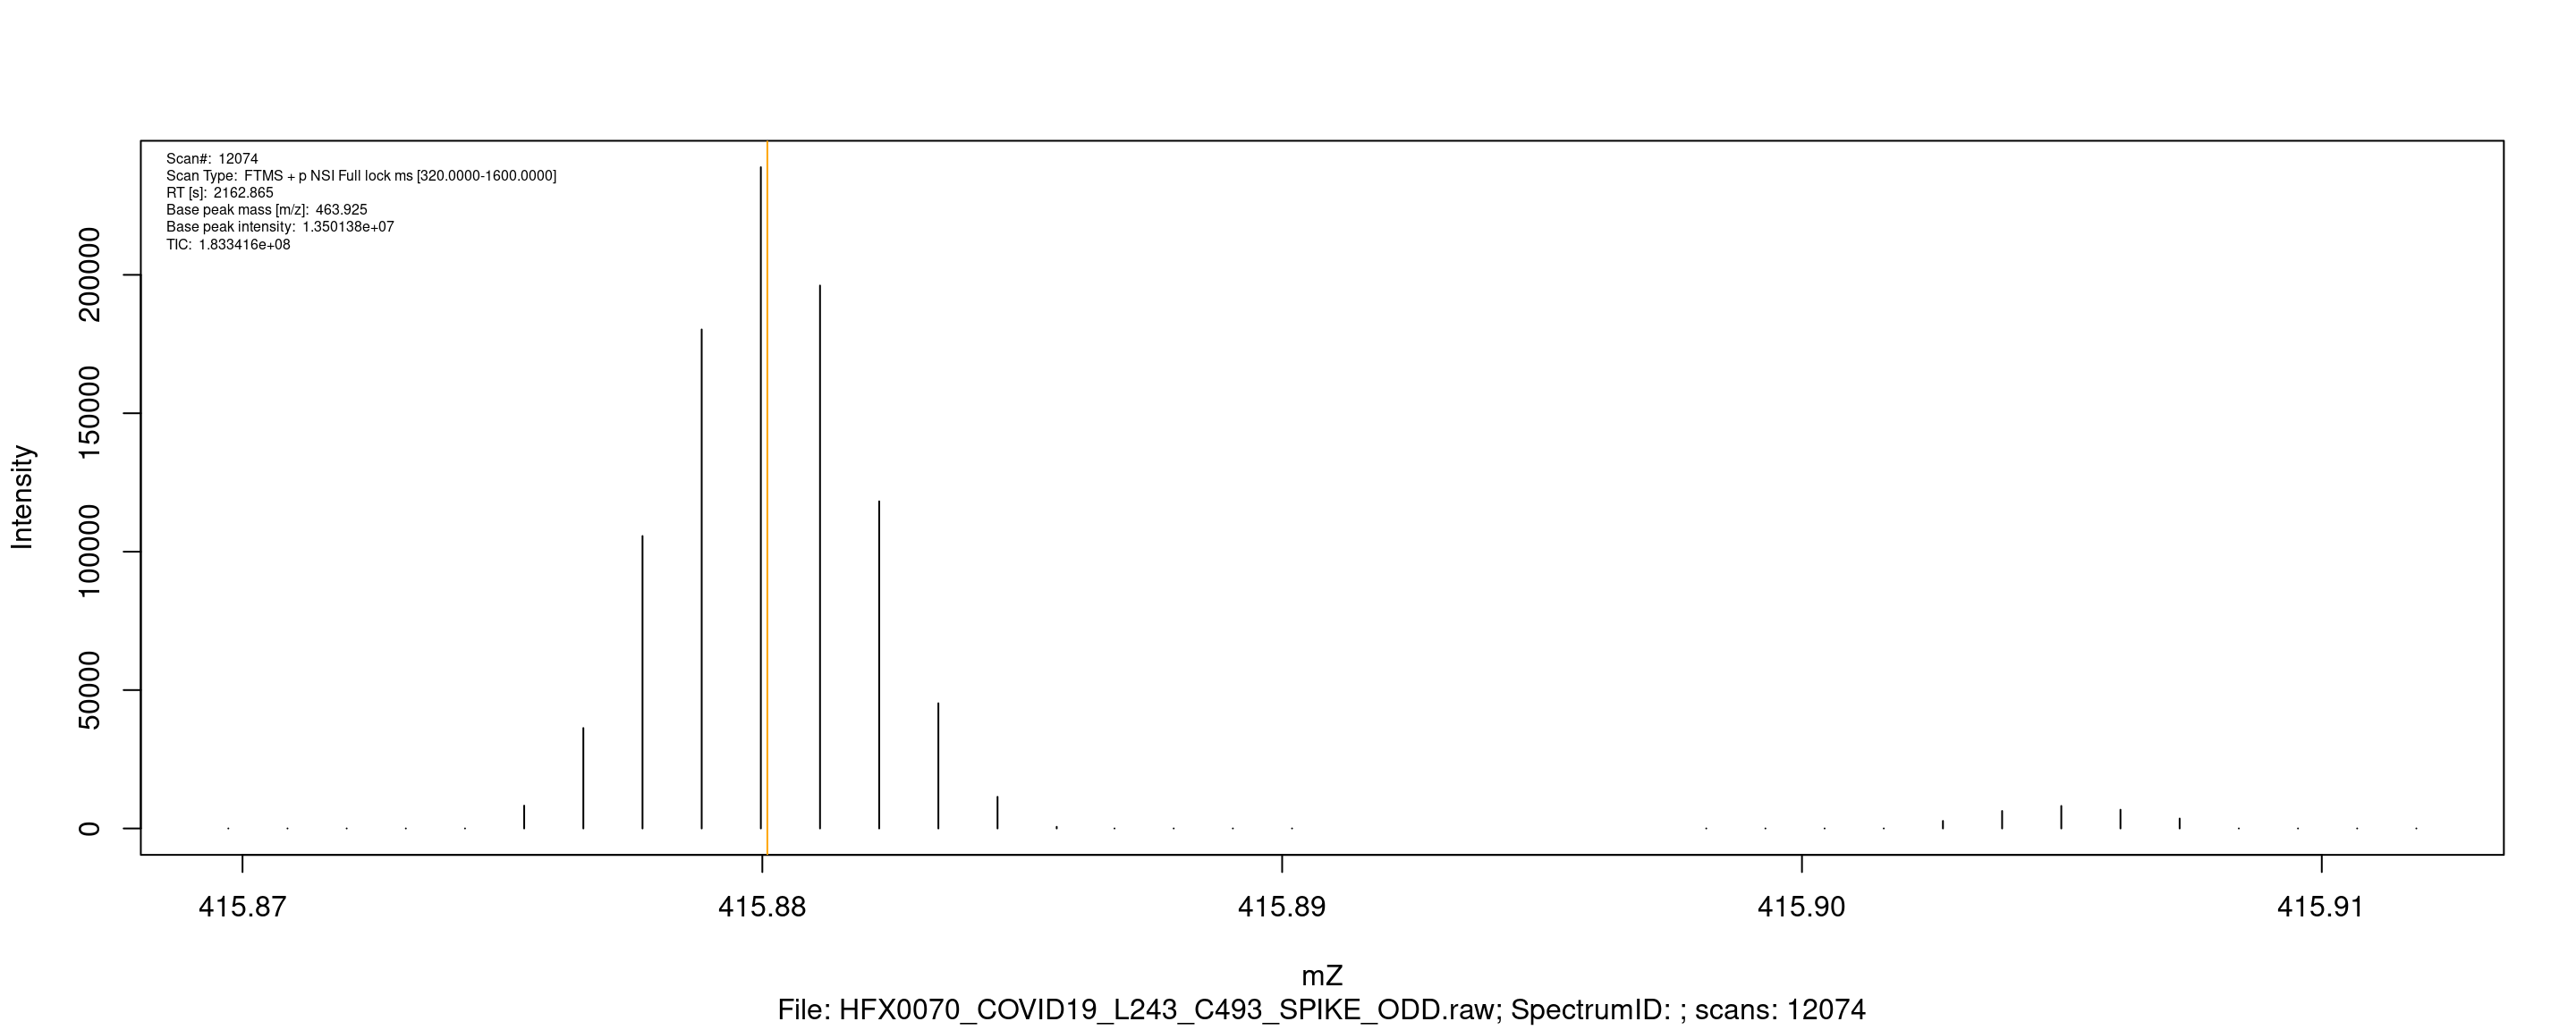 Scan#: 12074
Scan Type: FTMS + p NSI Full lock ms [320.0000-1600.0000]
RT [s]: 2162.865
Base peak mass [m/z]: 463.925
Base peak intensity: 1.350138e+07
TIC: 1.833416e+08
Intensity
200000
150000
100000
50000
0
415.87 415.88 415.89 415.90 415.91
mZ
File: HFX0070_COVID19_L243_C493_SPIKE_ODD.raw; SpectrumID: ; scans: 12074